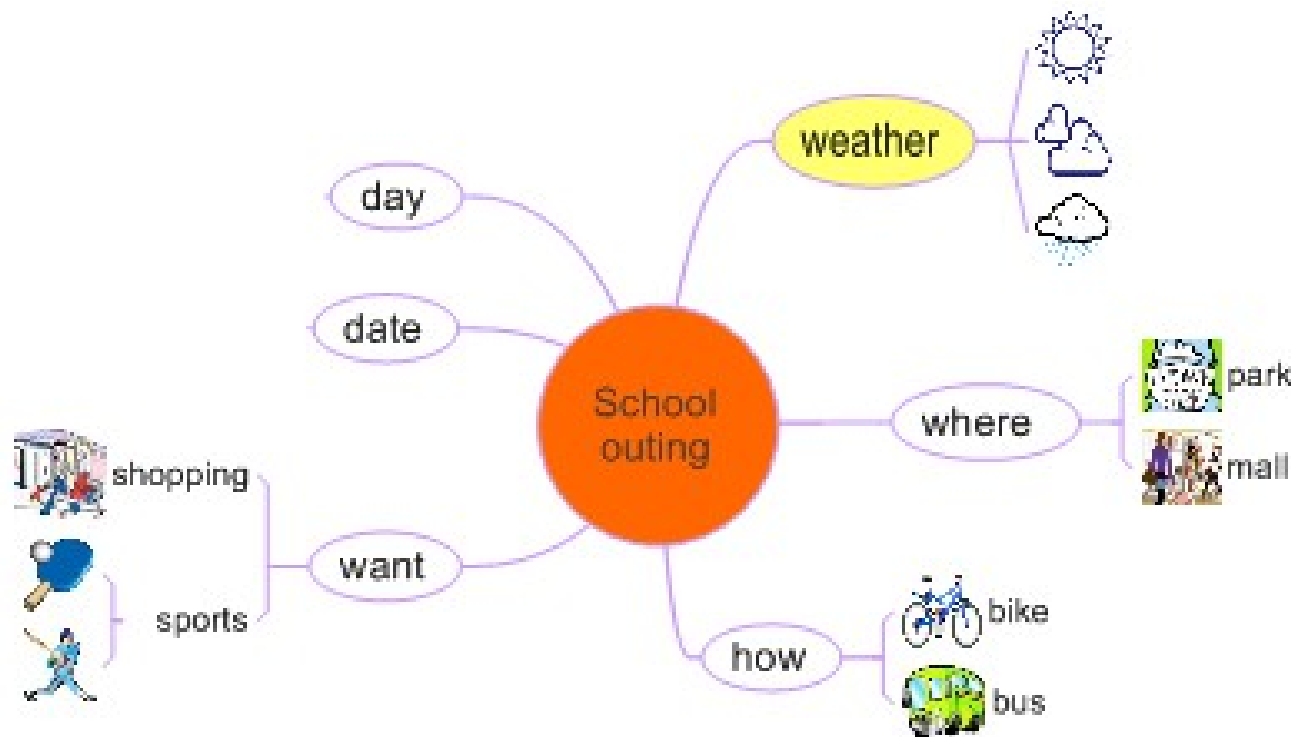 weather
day
date
School
outing
where
park
mall
shopping
want
sports
how
bike
bus